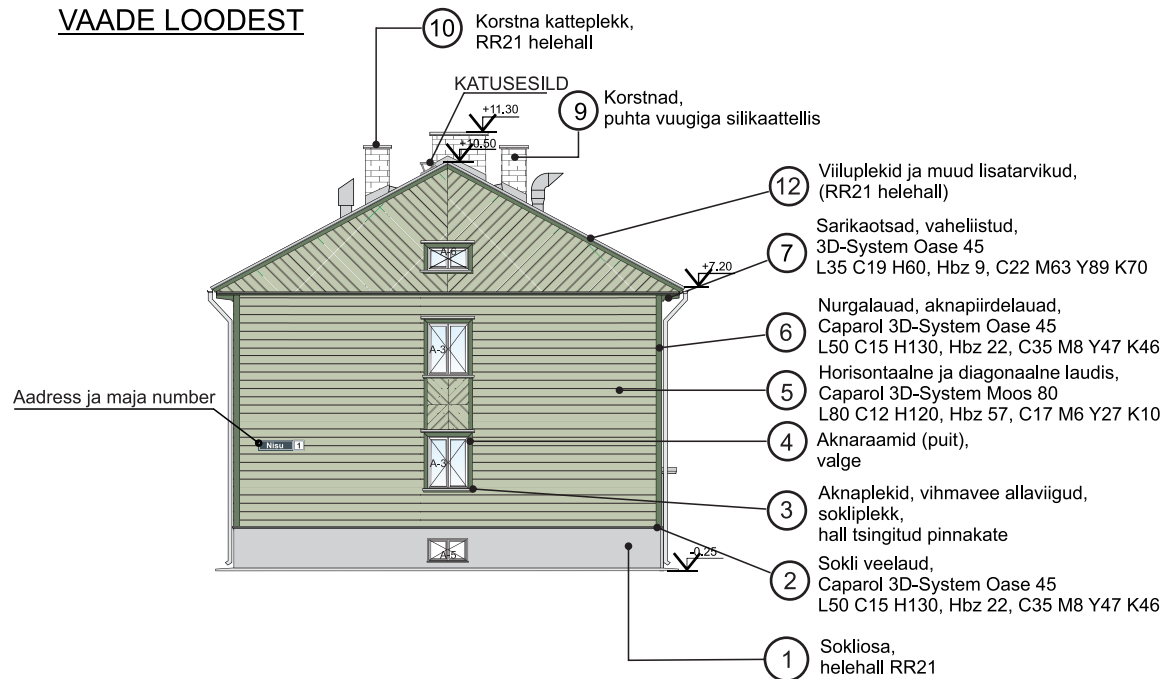 VAADE LOODEST
10
Korstna katteplekk,
RR21 helehall
KATUSESILD
9
Korstnad,
puhta vuugiga silikaattellis
+11.30
+10.50
12
Viiluplekid ja muud lisatarvikud,
(RR21 helehall)
7
Sarikaotsad, vaheliistud,
3D-System Oase 45
L35 C19 H60, Hbz 9, C22 M63 Y89 K70
A-6
+7.20
6
Nurgalauad, aknapiirdelauad,
Caparol 3D-System Oase 45
L50 C15 H130, Hbz 22, C35 M8 Y47 K46
A-3
5
Horisontaalne ja diagonaalne laudis,
Caparol 3D-System Moos 80
L80 C12 H120, Hbz 57, C17 M6 Y27 K10
Aadress ja maja number
Nisu 1
4
Aknaraamid (puit),
valge
A-3
3
Aknaplekid, vihmavee allaviigud,
sokliplekk,
hall tsingitud pinnakate
A-5
-0.25
2
Sokli veelaud,
Caparol 3D-System Oase 45
L50 C15 H130, Hbz 22, C35 M8 Y47 K46
1
Sokliosa,
helehall RR21